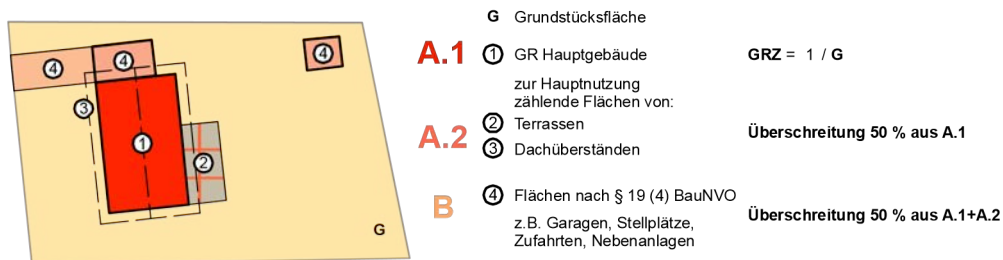 4
4
4
3
1
2
G
G Grundstücksfläche
A.1 1 GR Hauptgebäude GRZ = 1 / G
zur Hauptnutzung
zählende Flächen von:
A.2 2 Terrassen
3 Dachüberständen
Überschreitung 50 % aus A.1
B 4 Flächen nach § 19 (4) BauNVO
z.B. Garagen, Stellplätze,
Zufahrten, Nebenanlagen
Überschreitung 50 % aus A.1+A.2